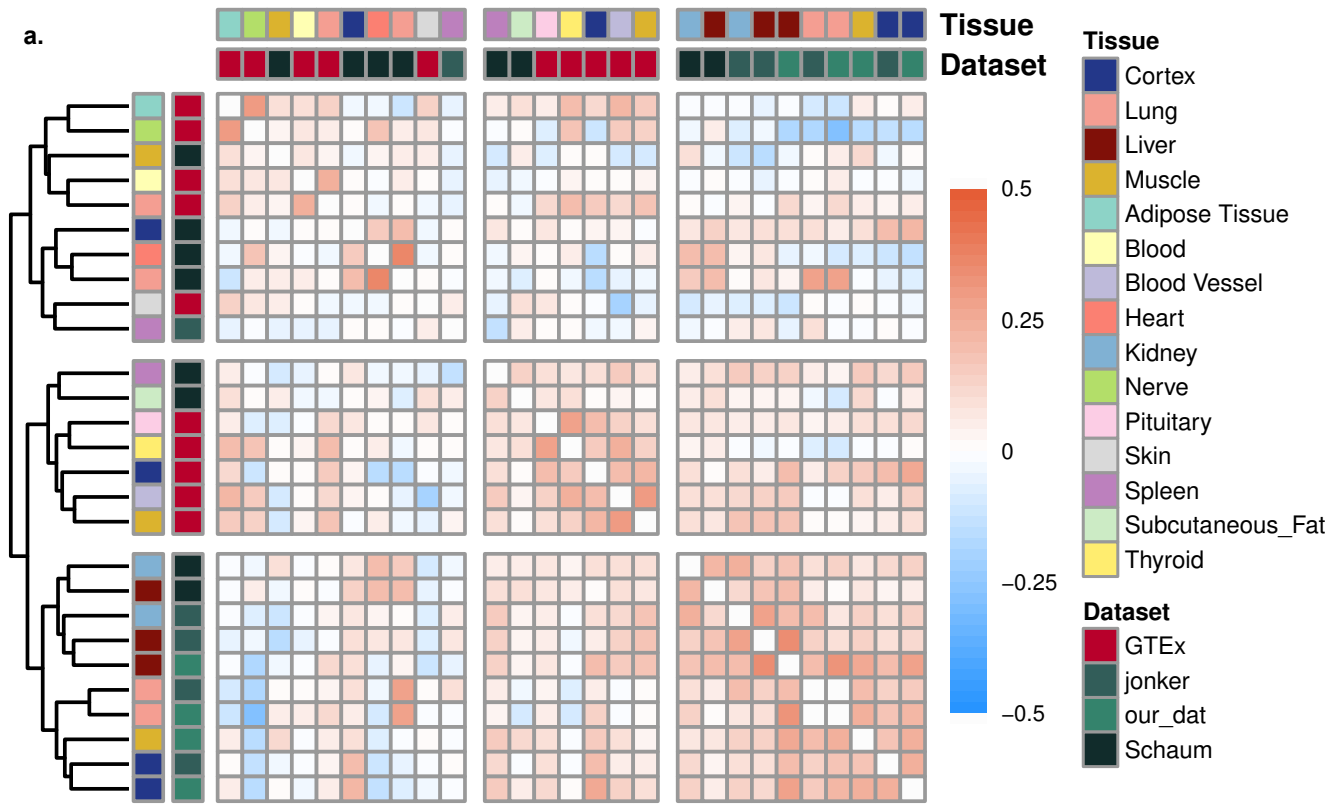 a.
Tissue
Dataset
0.5
0.25
0
−0.25
−0.5
Tissue
Cortex
Lung
Liver
Muscle
Adipose Tissue
Blood
Blood Vessel
Heart
Kidney
Nerve
Pituitary
Skin
Spleen
Subcutaneous_Fat
Thyroid
Dataset
GTEx
jonker
our_dat
Schaum